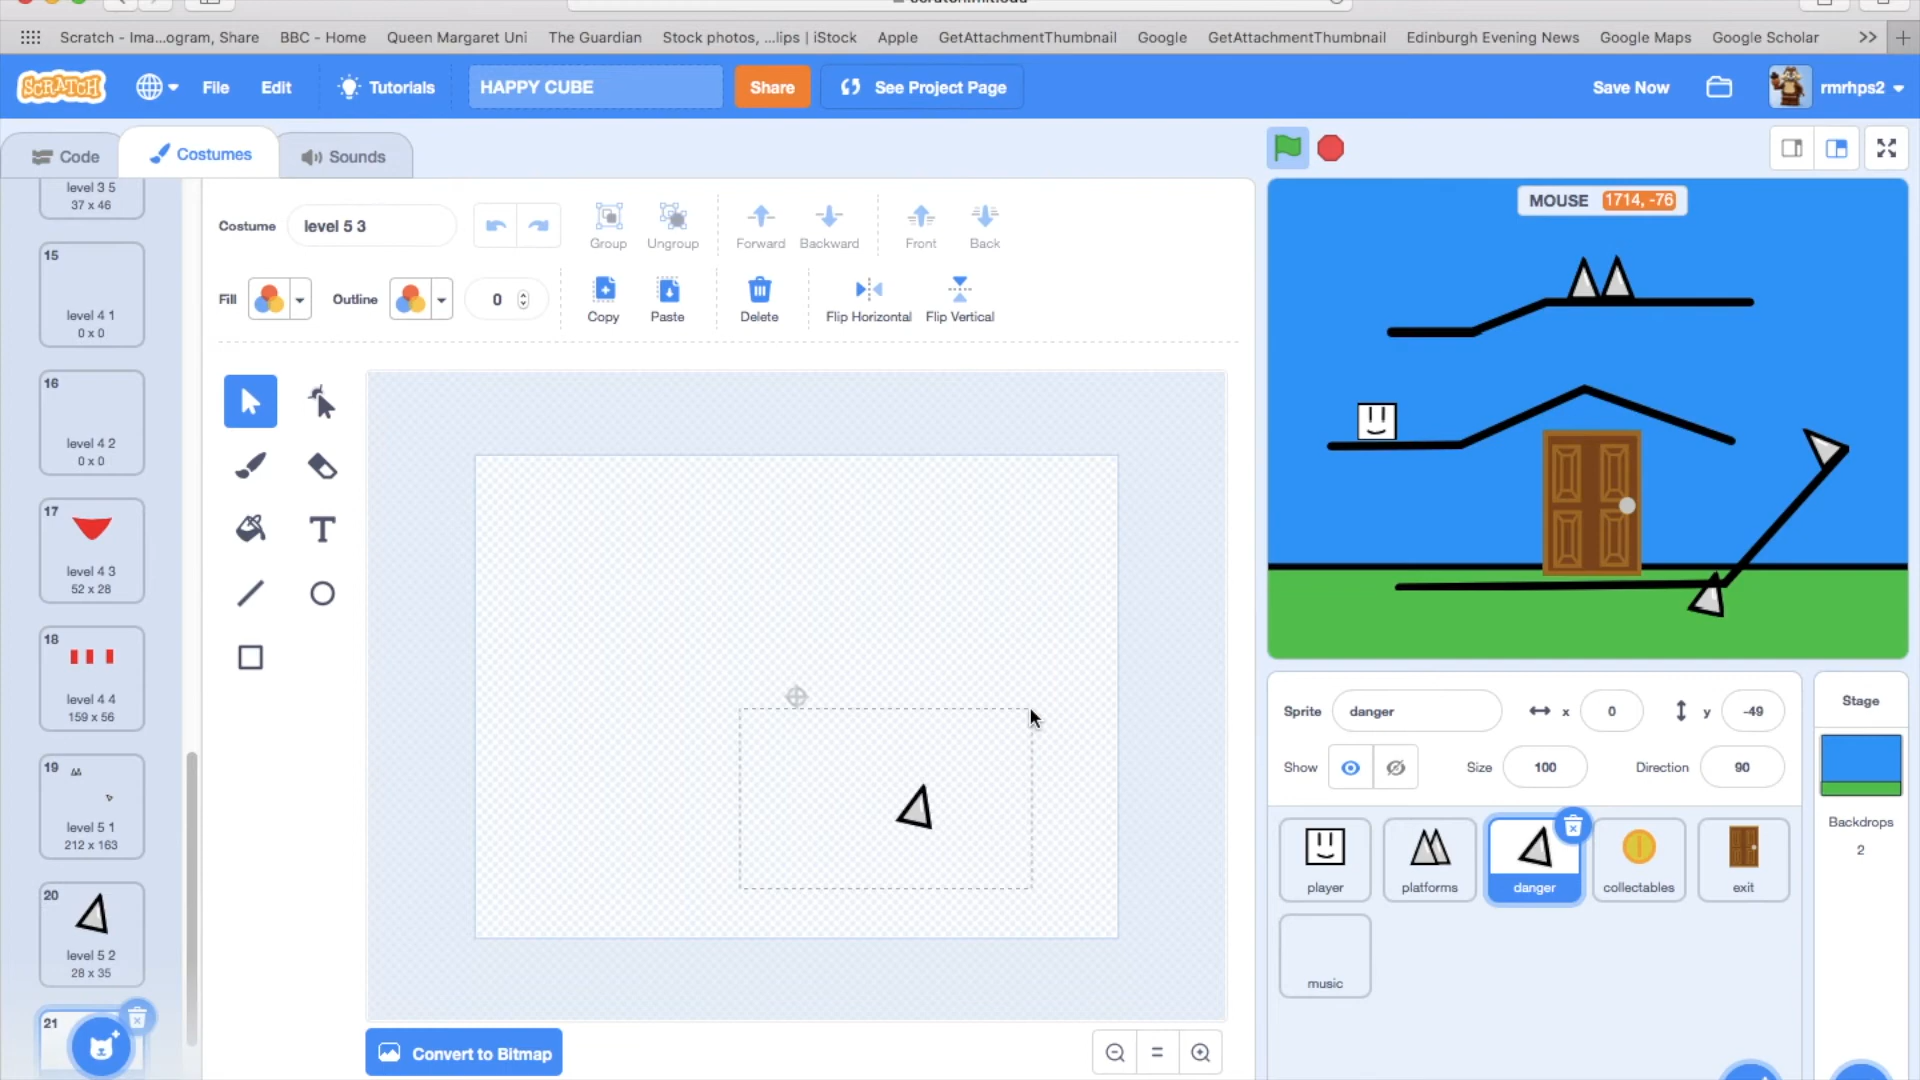 Scratch - Ima...ogram, Share BBC - Home Queen Margaret Uni The Guardian Stock photos, ...lips | iStock Apple GetAttachmentThumbnail Google GetAttachmentThumbnail Edinburgh Evening News Google Maps Google Scholar >>
SCRATCH File Edit Tutorials HAPPY CUBE Share See Project Page Save Now rmrhps2
Code Costumes Sounds
level 3 5
37 x 46
15
level 4 1
0 x 0
16
level 4 2
0 x 0
17
level 4 3
52 x 28
18
level 4 4
159 x 56
19
level 5 1
212 x 163
20
level 5 2
28 x 35
21
Costume level 5 3 Group Ungroup Forward Backward Front Back
Fill Outline 0 Copy Paste Delete Flip Horizontal Flip Vertical
T
Convert to Bitmap
MOUSE 1714, -76
Sprite danger x 0 y -49
Show Size 100 Direction 90
player platforms danger collectables exit
music
Stage
Backdrops
2